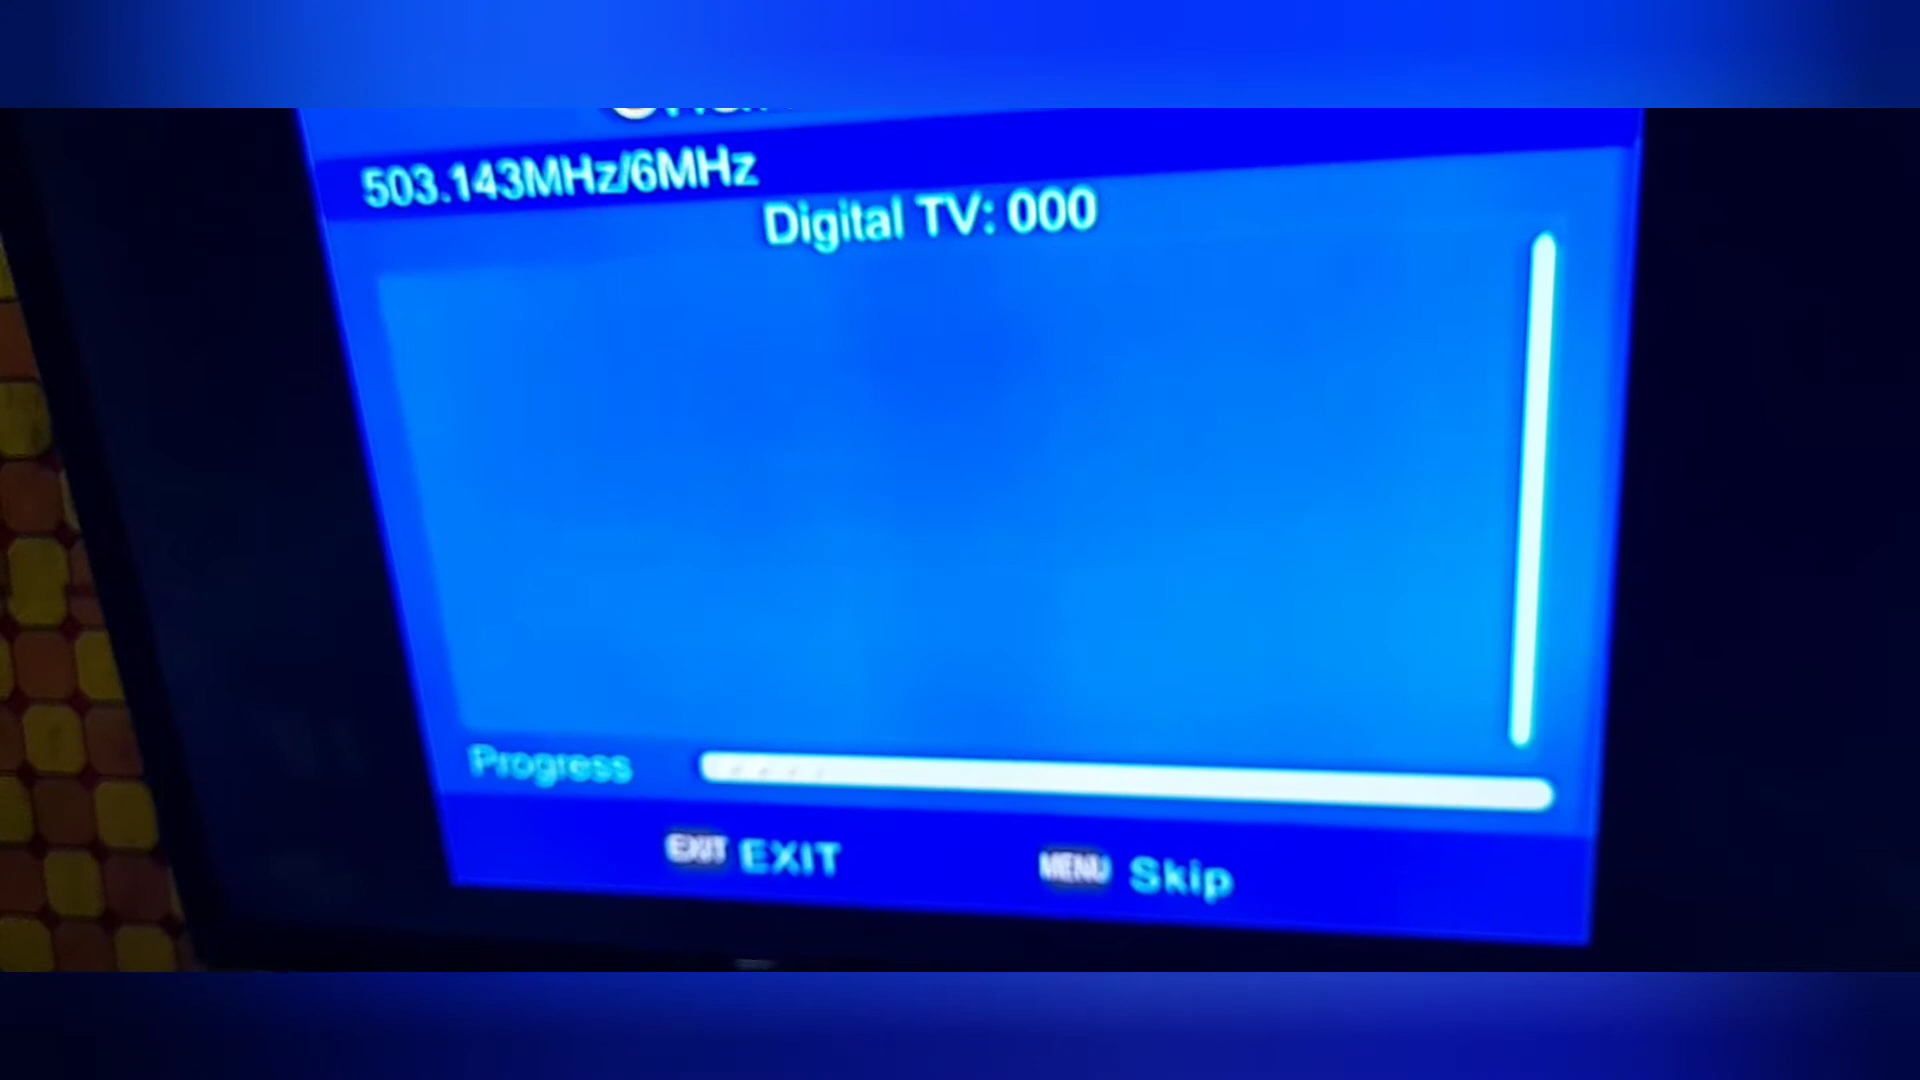 503.143MHz/6MHz
Digital TV: 000
Progress
EXIT EXIT
MENU Skip